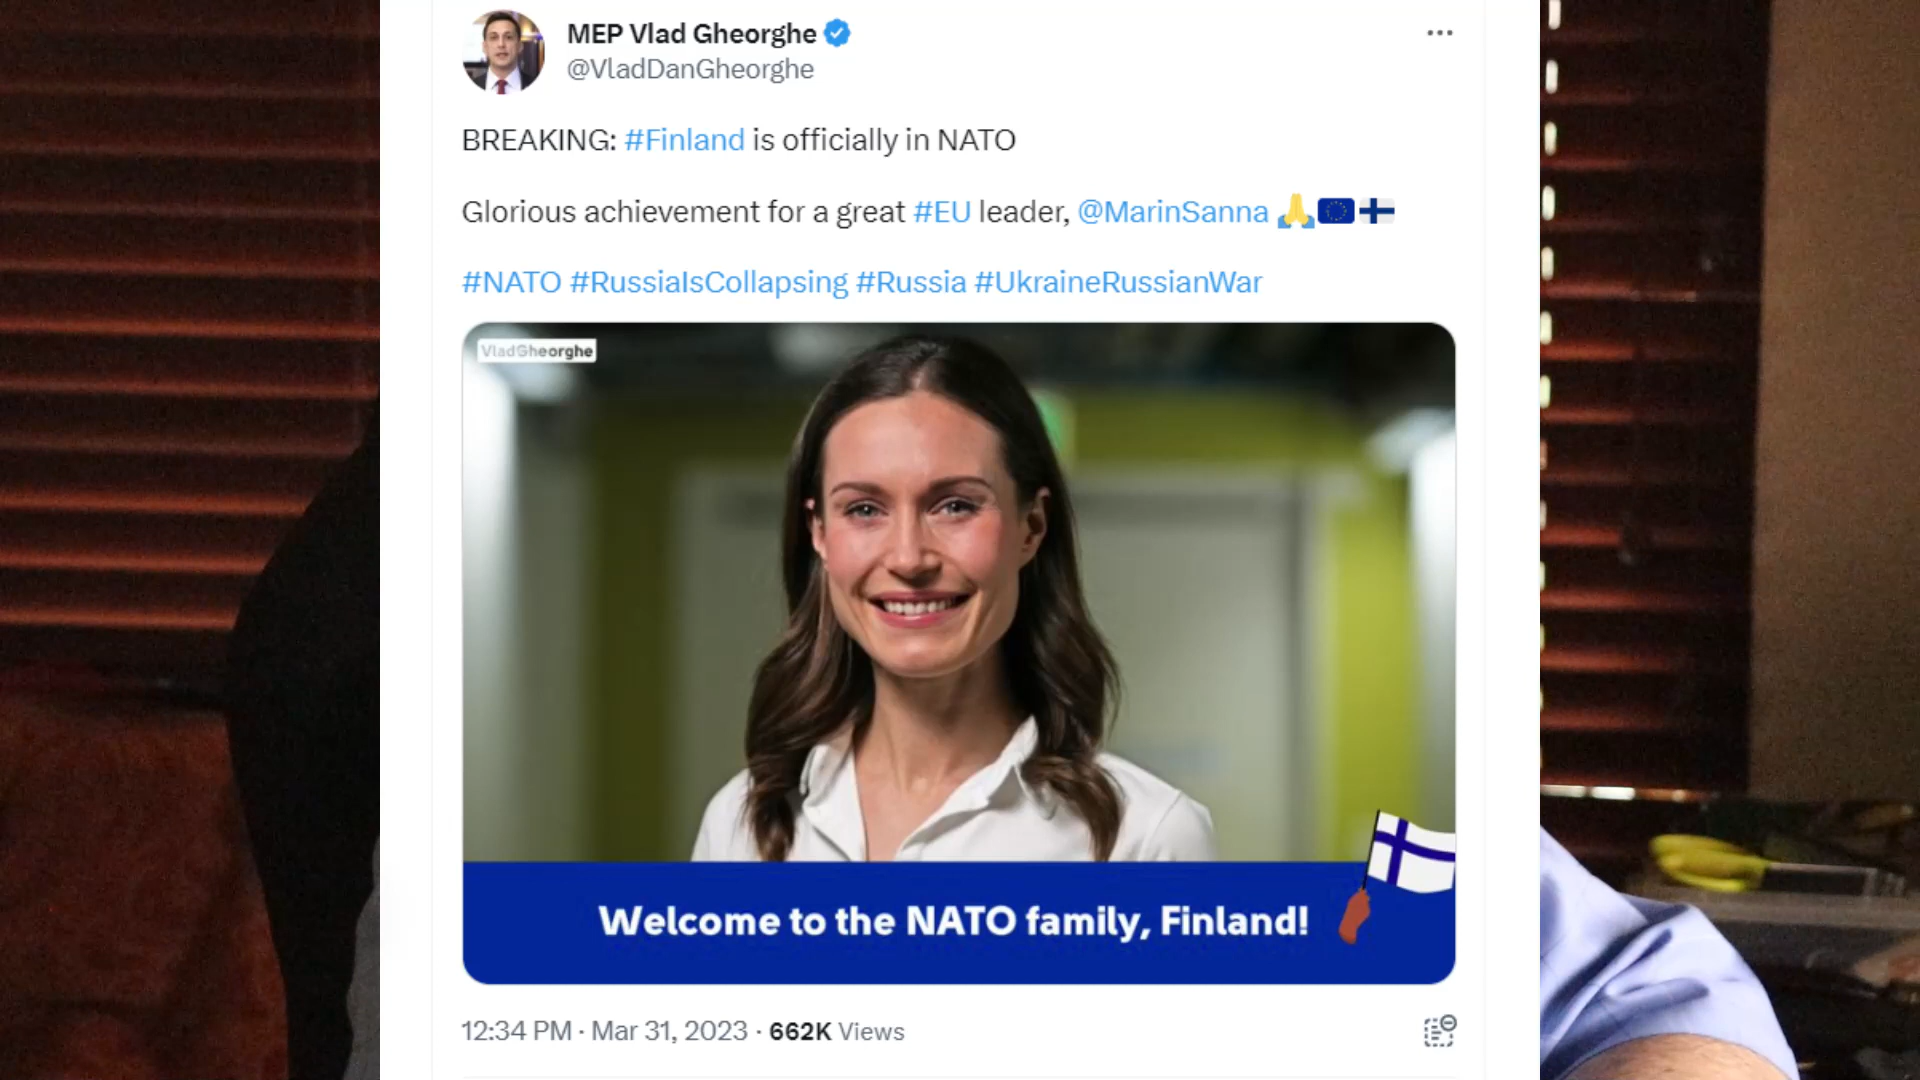 MEP Vlad Gheorghe
@VladDanGheorghe
BREAKING: #Finland is officially in NATO
Glorious achievement for a great #EU leader, @MarinSanna 🙏🇪🇺🇫🇮
#NATO #RussiaIsCollapsing #Russia #UkraineRussianWar
VladGheorghe
Welcome to the NATO family, Finland!
12:34 PM · Mar 31, 2023 · 662K Views